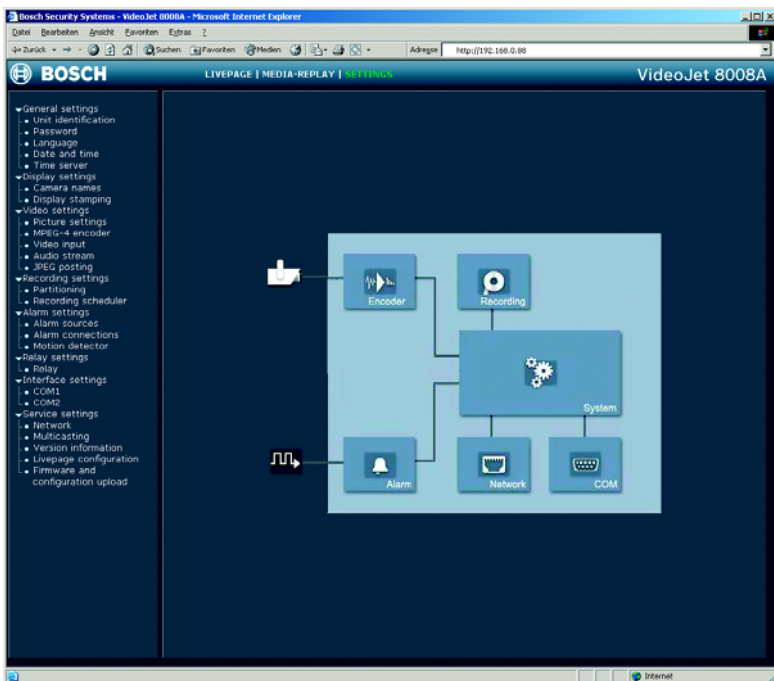 Bosch Security Systems - VideoJet 8008A - Microsoft Internet Explorer
Datei Bearbeiten Ansicht Favoriten Extras ?
Zurück Suchen Favoriten Medien Adresse http://192.168.0.88
BOSCH LIVEPAGE | MEDIA-REPLAY | SETTINGS VideoJet 8008A
General settings
Unit identification
Password
Language
Date and time
Time server
Display settings
Camera names
Display stamping
Video settings
Picture settings
MPEG-4 encoder
Video input
Audio stream
JPEG posting
Recording settings
Partitioning
Recording scheduler
Alarm settings
Alarm sources
Alarm connections
Motion detector
Relay settings
Relay
Interface settings
COM1
COM2
Service settings
Network
Multicasting
Version information
Livepage configuration
Firmware and
configuration upload
Encoder
Recording
System
Alarm
Network
COM
Internet